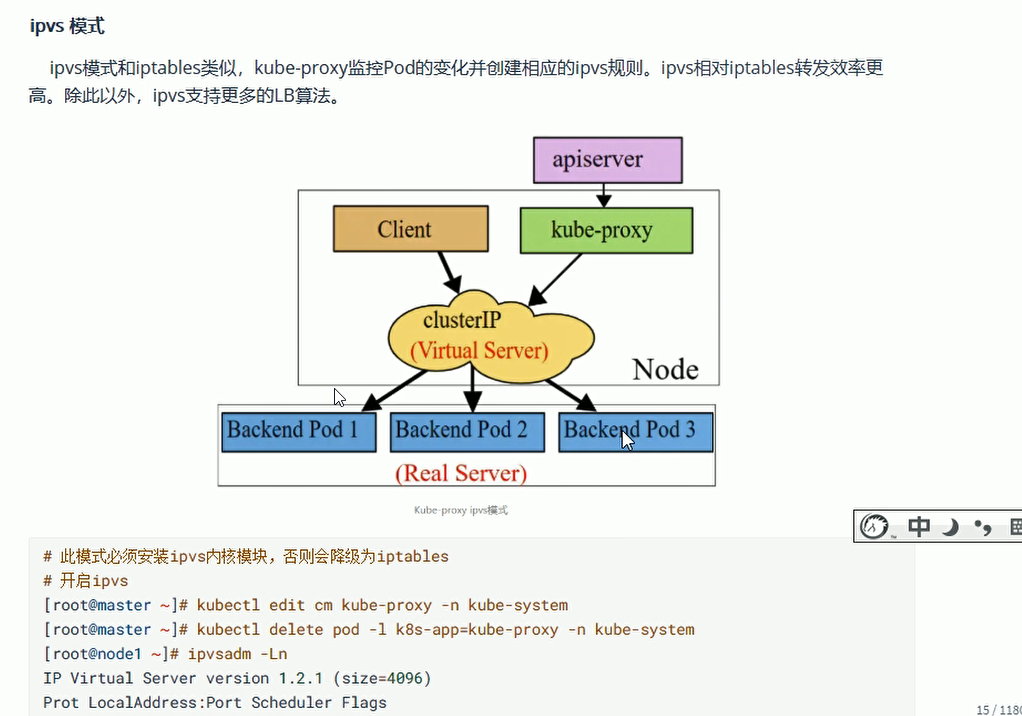 ipvs 模式
ipvs模式和iptables类似，kube-proxy监控Pod的变化并创建相应的ipvs规则。ipvs相对iptables转发效率更
高。除此以外，ipvs支持更多的LB算法。
apiserver
Client
kube-proxy
clusterIP
(Virtual Server)
Node
Backend Pod 1
Backend Pod 2
Backend Pod 3
(Real Server)
Kube-proxy ipvs模式
中
# 此模式必须安装ipvs内核模块，否则会降级为iptables
# 开启ipvs
[root@master ~]# kubectl edit cm kube-proxy -n kube-system
[root@master ~]# kubectl delete pod -l k8s-app=kube-proxy -n kube-system
[root@node1 ~]# ipvsadm -Ln
IP Virtual Server version 1.2.1 (size=4096)
Prot LocalAddress:Port Scheduler Flags
15 / 1180